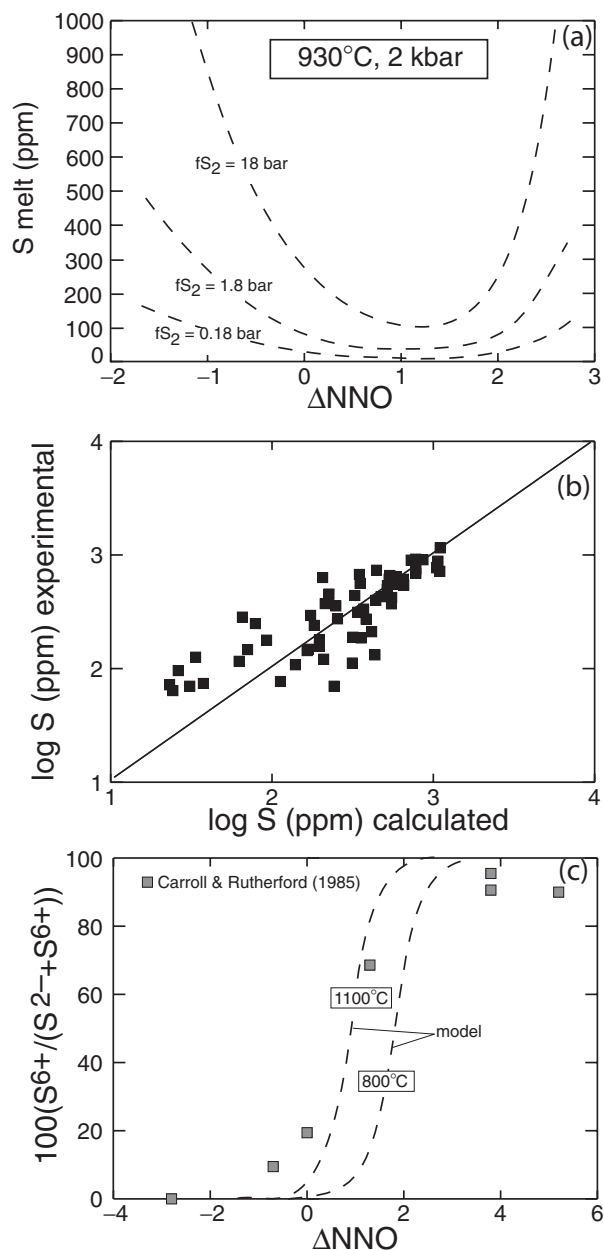 (a)
930°C, 2 kbar
S melt (ppm)
1000
900
800
700
600
500
400
300
200
100
0
fS2 = 18 bar
fS2 = 1.8 bar
fS2 = 0.18 bar
−2 −1 0 1 2 3
ΔNNO
(b)
log S (ppm) experimental
4
3
2
1
1 2 3 4
log S (ppm) calculated
(c)
Carroll & Rutherford (1985)
100(S6+/(S2−+S6+))
100
80
60
40
20
0
1100°C
model
800°C
−4 −2 0 2 4 6
ΔNNO